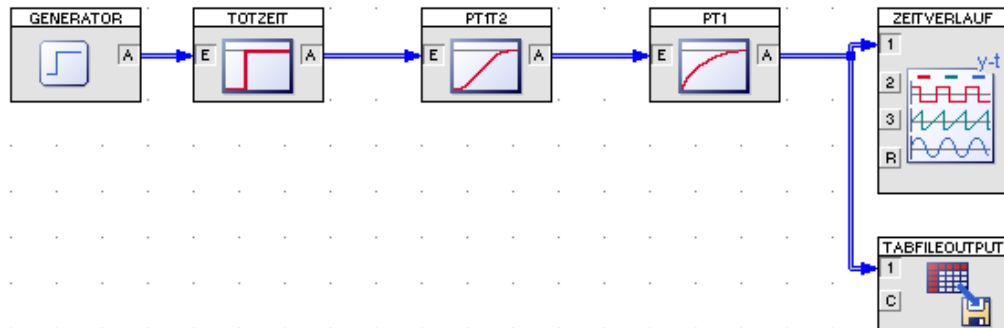 GENERATOR
A
TOTZEIT
E
A
PT1T2
E
A
PT1
E
A
ZEITVERLAUF
1
2
3
R
y-t
TABFILEOUTPUT
1
C